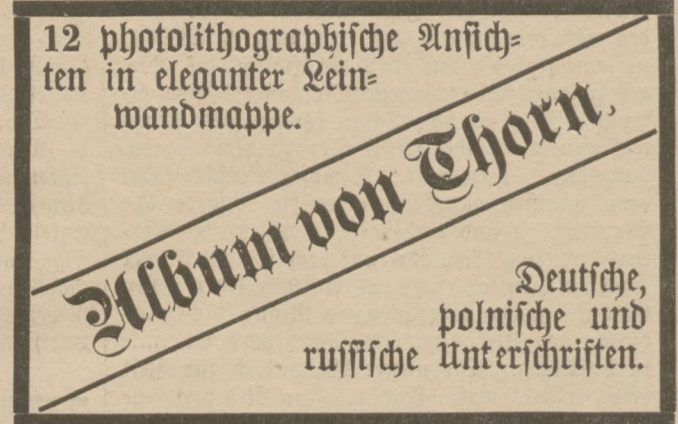 12 photolithographische Ansich-
ten in eleganter Lein-
wandmappe.
Album von Thorn.
Deutsche,
polnische und
russische Unterschriften.